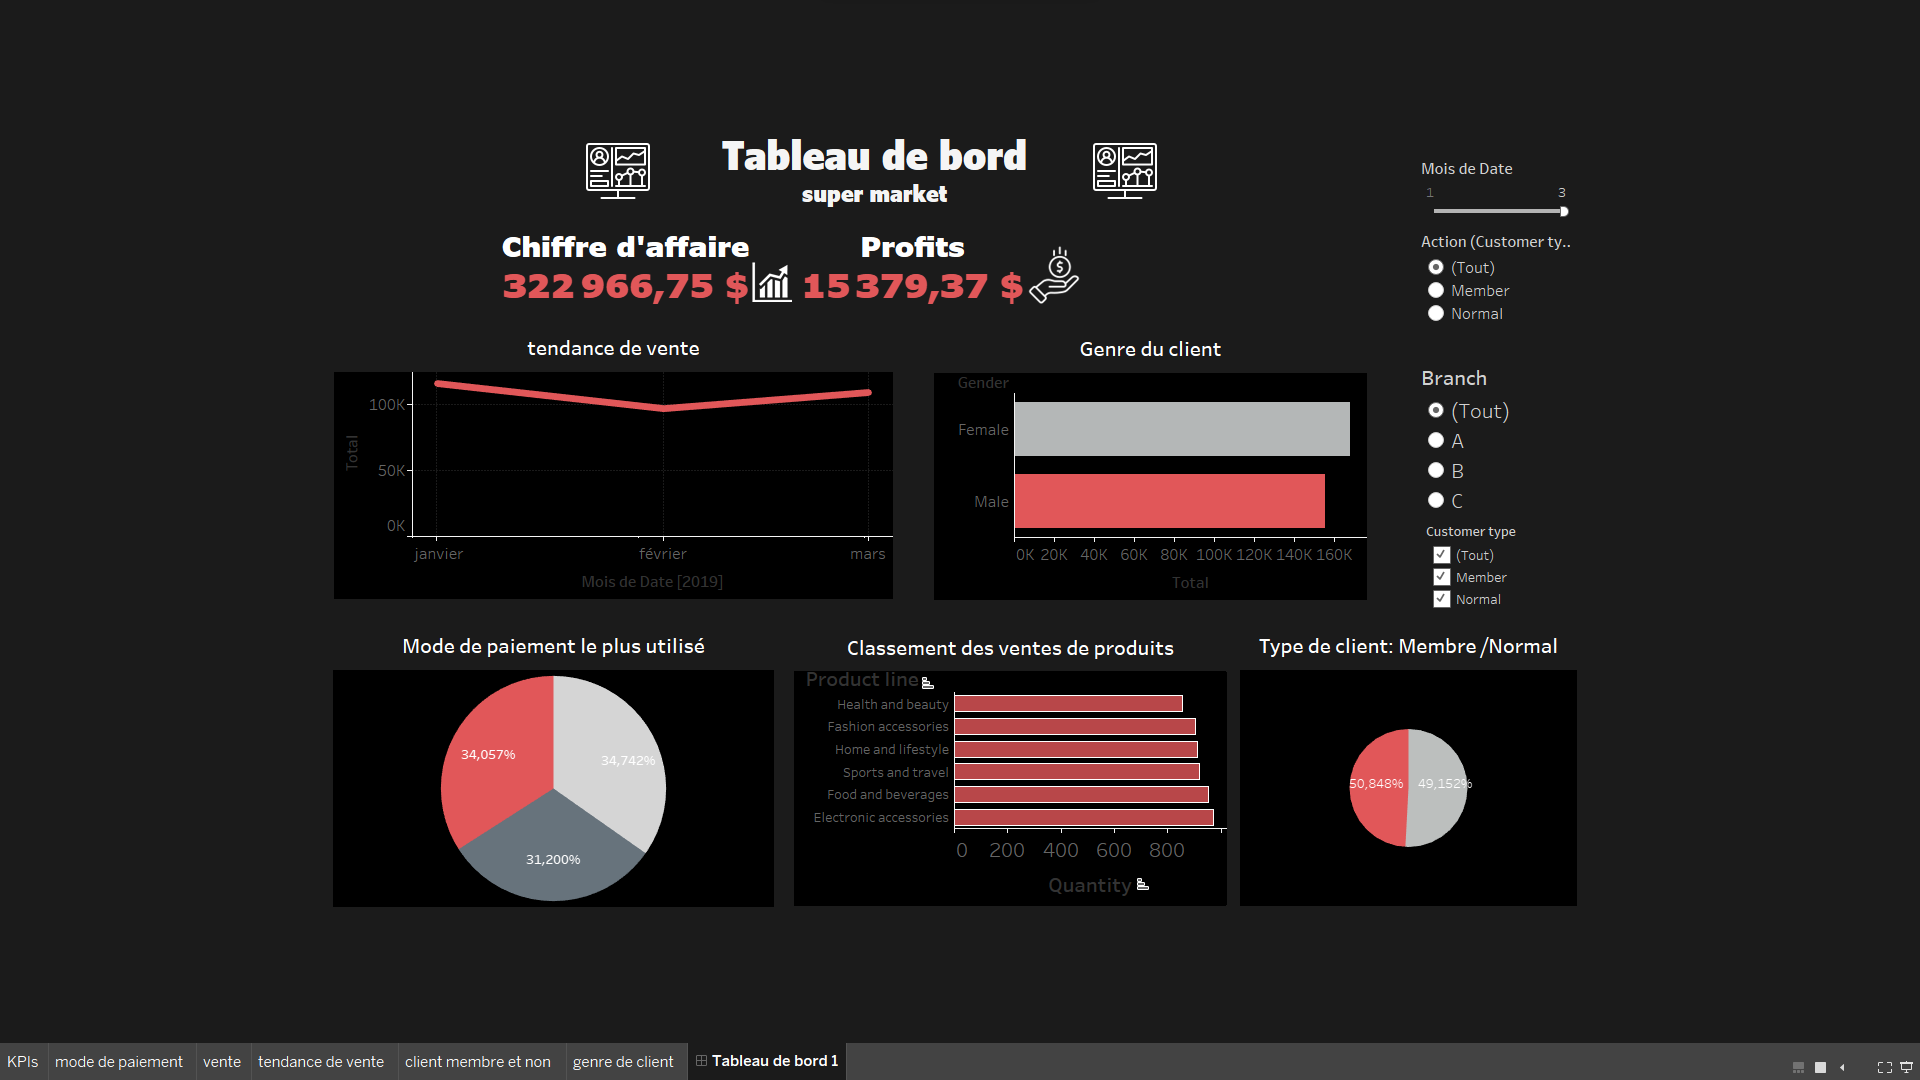 Tableau de bord
super market
Chiffre d'affaire
322 966,75 $
Profits
15 379,37 $
Mois de Date
1 3
Action (Customer ty..
(Tout)
Member
Normal
Branch
(Tout)
A
B
C
Customer type
(Tout)
Member
Normal
tendance de vente
Total
100K
50K
0K
janvier février mars
Mois de Date [2019]
Genre du client
Gender
Female
Male
0K 20K 40K 60K 80K 100K 120K 140K 160K
Total
Mode de paiement le plus utilisé
34,057%
34,742%
31,200%
Classement des ventes de produits
Product line
Health and beauty
Fashion accessories
Home and lifestyle
Sports and travel
Food and beverages
Electronic accessories
0 200 400 600 800
Quantity
Type de client: Membre /Normal
50,848% 49,152%
KPIs mode de paiement vente tendance de vente client membre et non genre de client Tableau de bord 1